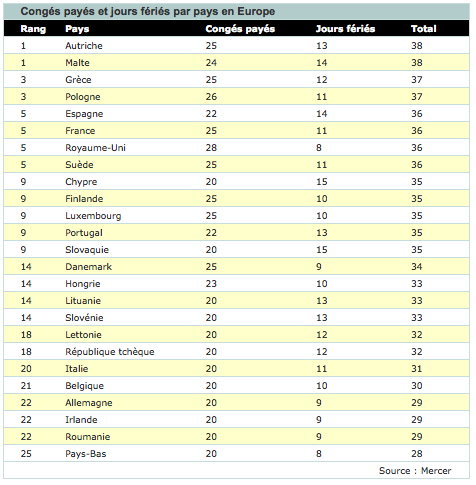 Congés payés et jours fériés par pays en Europe
Rang Pays Congés payés Jours fériés Total
1 Autriche 25 13 38
1 Malte 24 14 38
3 Grèce 25 12 37
3 Pologne 26 11 37
5 Espagne 22 14 36
5 France 25 11 36
5 Royaume-Uni 28 8 36
5 Suède 25 11 36
9 Chypre 20 15 35
9 Finlande 25 10 35
9 Luxembourg 25 10 35
9 Portugal 22 13 35
9 Slovaquie 20 15 35
14 Danemark 25 9 34
14 Hongrie 23 10 33
14 Lituanie 20 13 33
14 Slovénie 20 13 33
18 Lettonie 20 12 32
18 République tchèque 20 12 32
20 Italie 20 11 31
21 Belgique 20 10 30
22 Allemagne 20 9 29
22 Irlande 20 9 29
22 Roumanie 20 9 29
25 Pays-Bas 20 8 28
Source : Mercer